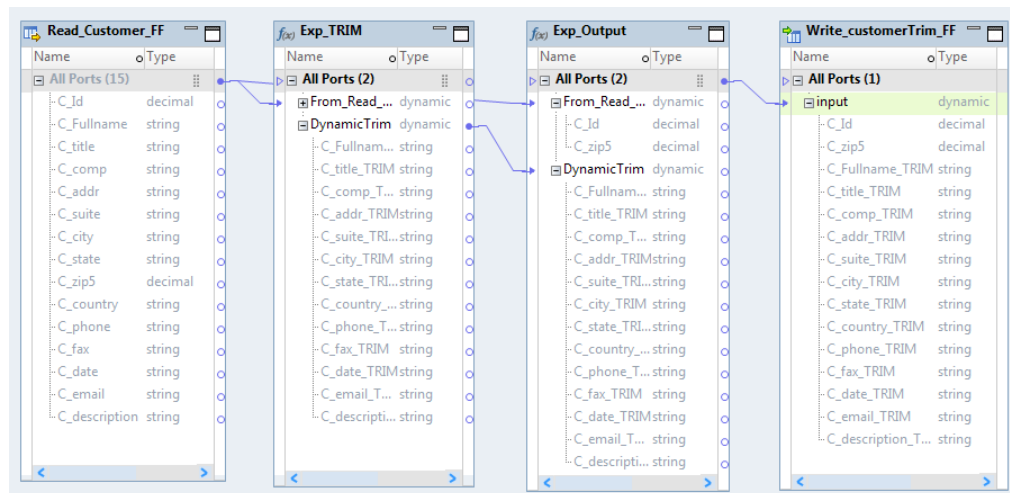 Read_Customer_FF
Name Type
All Ports (15)
C_Id decimal
C_Fullname string
C_title string
C_comp string
C_addr string
C_suite string
C_city string
C_state string
C_zip5 decimal
C_country string
C_phone string
C_fax string
C_date string
C_email string
C_description string
f(x) Exp_TRIM
Name Type
All Ports (2)
From_Read_... dynamic
DynamicTrim dynamic
C_Fullnam... string
C_title_TRIM string
C_comp_T... string
C_addr_TRIM string
C_suite_TRI... string
C_city_TRIM string
C_state_TRI... string
C_country_... string
C_phone_T... string
C_fax_TRIM string
C_date_TRIM string
C_email_T... string
C_descripti... string
f(x) Exp_Output
Name Type
All Ports (2)
From_Read_... dynamic
C_Id decimal
C_zip5 decimal
DynamicTrim dynamic
C_Fullnam... string
C_title_TRIM string
C_comp_T... string
C_addr_TRIM string
C_suite_TRI... string
C_city_TRIM string
C_state_TRI... string
C_country_... string
C_phone_T... string
C_fax_TRIM string
C_date_TRIM string
C_email_T... string
C_descripti... string
Write_customerTrim_FF
Name Type
All Ports (1)
input dynamic
C_Id decimal
C_zip5 decimal
C_Fullname_TRIM string
C_title_TRIM string
C_comp_TRIM string
C_addr_TRIM string
C_suite_TRIM string
C_city_TRIM string
C_state_TRIM string
C_country_TRIM string
C_phone_TRIM string
C_fax_TRIM string
C_date_TRIM string
C_email_TRIM string
C_description_T... string